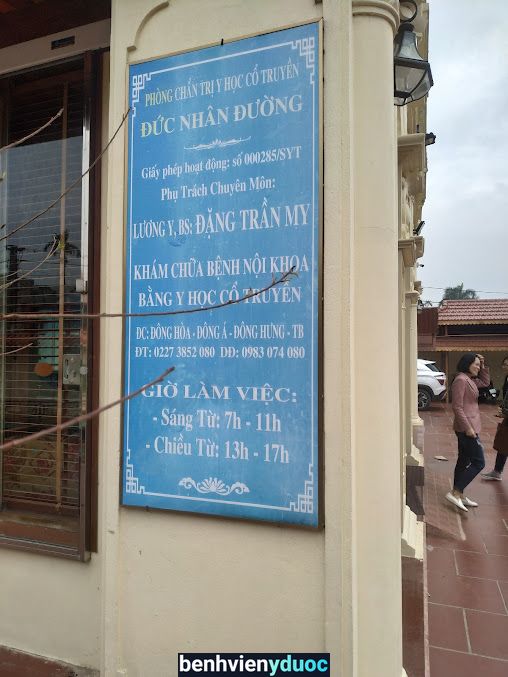 PHÒNG CHẨN TRỊ Y HỌC CỔ TRUYỀN
ĐỨC NHÂN ĐƯỜNG
Giấy phép hoạt động: số 000285/SYT
Phụ Trách Chuyên Môn:
LƯƠNG Y, BS: ĐẶNG TRẦN MY
KHÁM CHỮA BỆNH NỘI KHOA
BẰNG Y HỌC CỔ TRUYỀN
ĐC: ĐÔNG HÒA - ĐÔNG Á - ĐÔNG HƯNG - TB
ĐT: 0227 3852 080 DĐ: 0983 074 080
GIỜ LÀM VIỆC:
- Sáng Từ: 7h - 11h
- Chiều Từ: 13h - 17h
benhvienyduoc